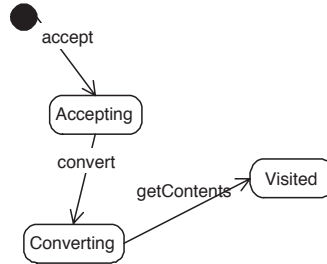 accept
Accepting
convert
getContents
Visited
Converting